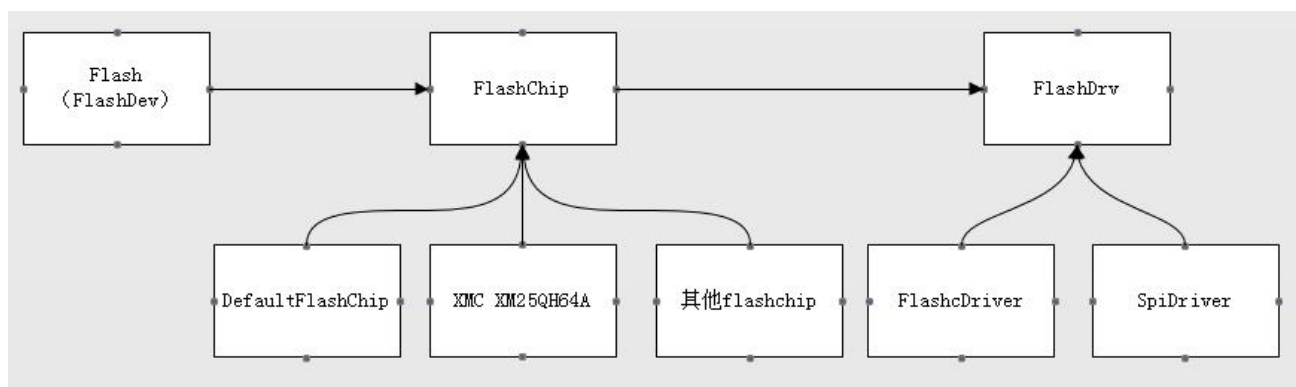 Flash
(FlashDev)
FlashChip
FlashDrv
DefaultFlashChip
XMC XM25QH64A
其他flashchip
FlashcDriver
SpiDriver